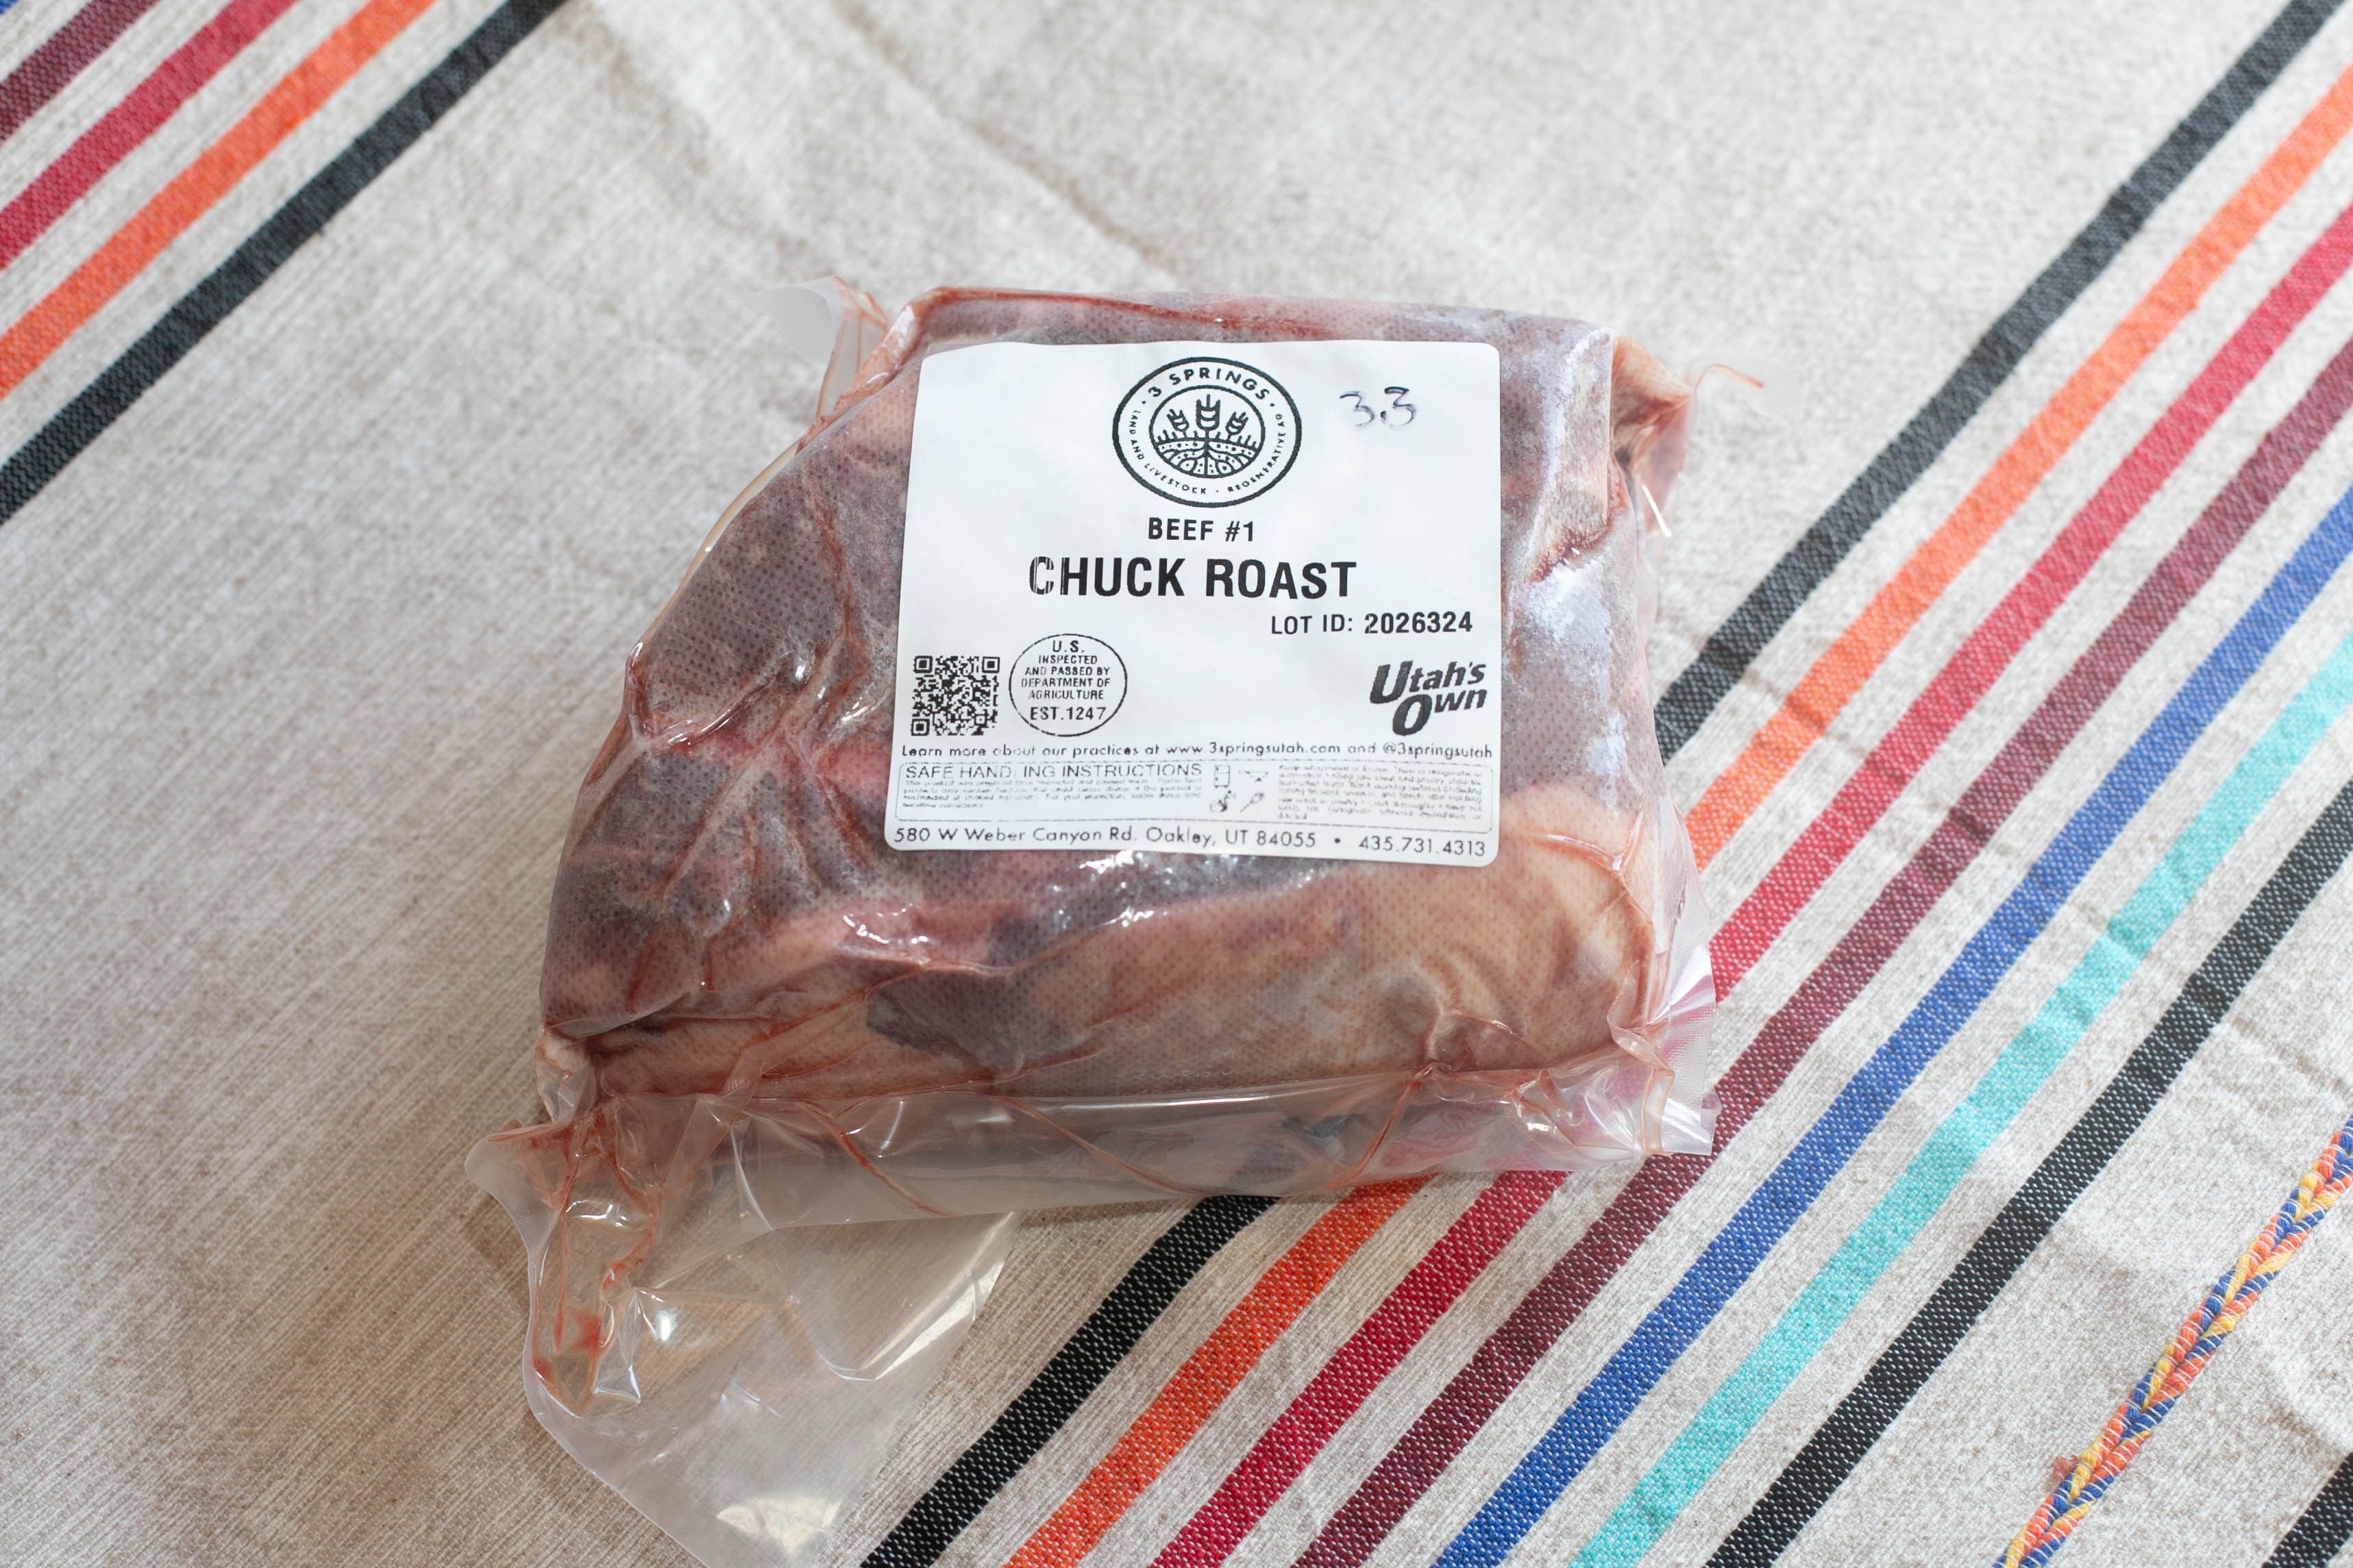 3 SPRINGS
LAND AND LIVESTOCK · REGENERATIVE AG
3.3
BEEF #1
CHUCK ROAST
LOT ID: 2026324
U.S.
INSPECTED
AND PASSED BY
DEPARTMENT OF
AGRICULTURE
EST.1247
Utah's
Own
Learn more about our practices at www.3springsutah.com and @3springsutah
SAFE HANDLING INSTRUCTIONS
580 W Weber Canyon Rd. Oakley, UT 84055 • 435.731.4313